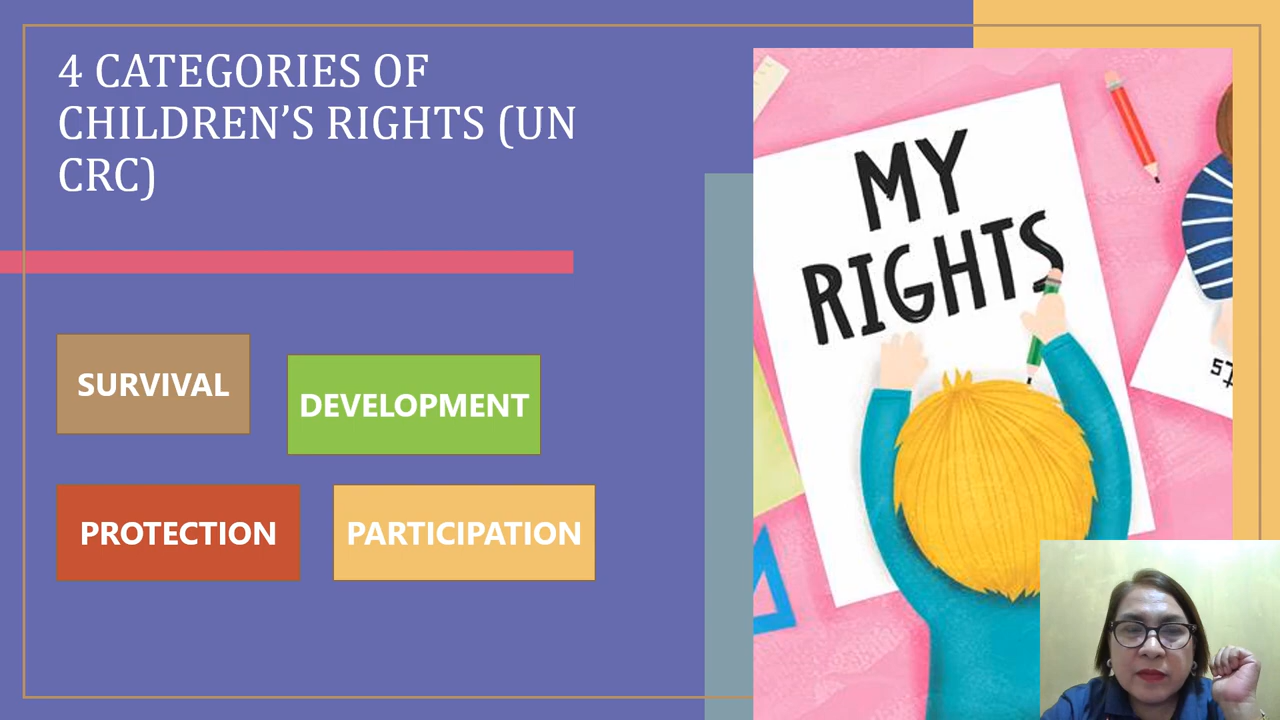 4 CATEGORIES OF
CHILDREN’S RIGHTS (UN
CRC)
SURVIVAL
DEVELOPMENT
PROTECTION
PARTICIPATION
MY
RIGHTS